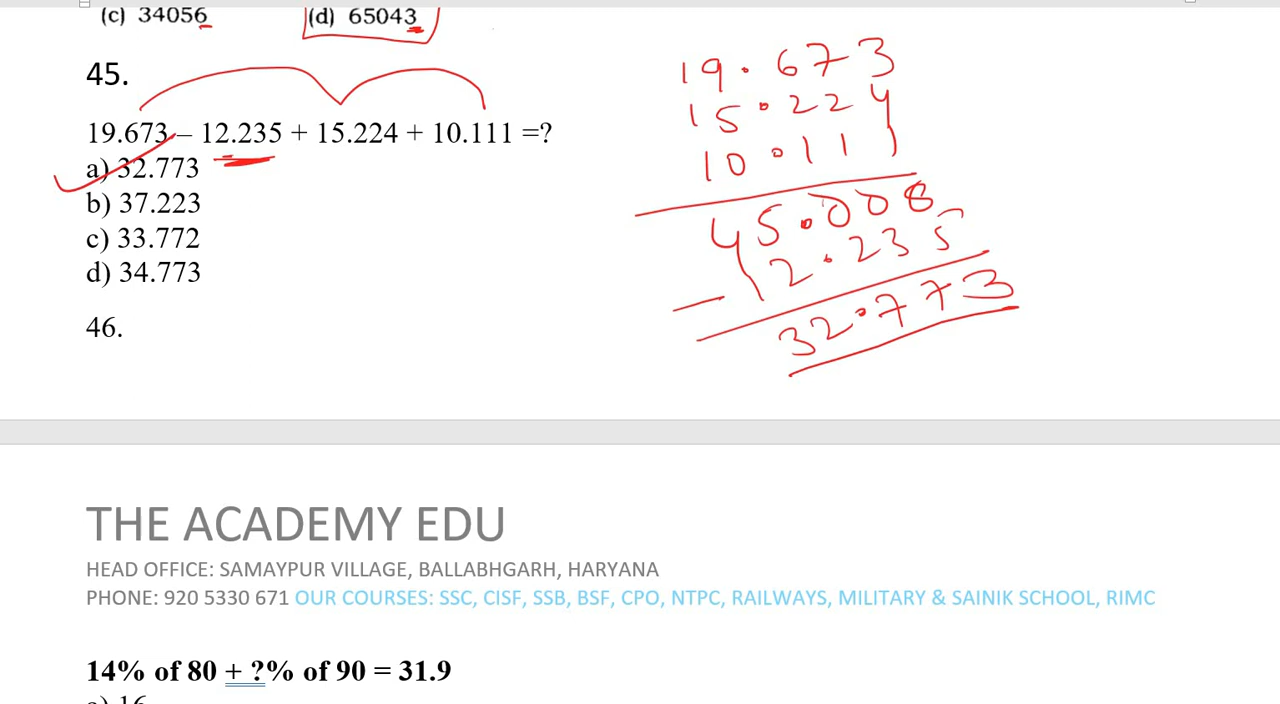 (c) 34056 (d) 65043
45.
19.673 – 12.235 + 15.224 + 10.111 =?
a) 32.773
b) 37.223
c) 33.772
d) 34.773
46.
19.673
15.224
10.111
45.008
- 12.235
32.773
THE ACADEMY EDU
HEAD OFFICE: SAMAYPUR VILLAGE, BALLABHGARH, HARYANA
PHONE: 920 5330 671 OUR COURSES: SSC, CISF, SSB, BSF, CPO, NTPC, RAILWAYS, MILITARY & SAINIK SCHOOL, RIMC
14% of 80 + ?% of 90 = 31.9
a) 16